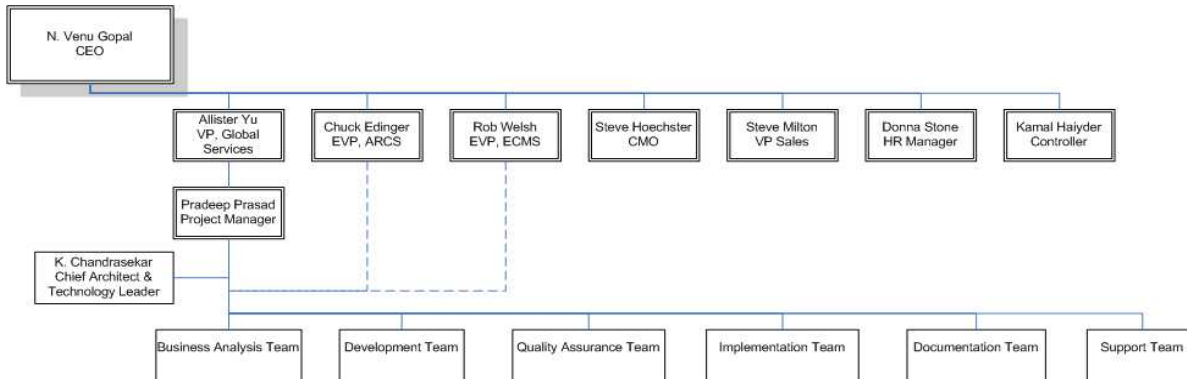 N. Venu Gopal
CEO
Allister Yu
VP, Global
Services
Chuck Edinger
EVP, ARCS
Rob Welsh
EVP, ECMS
Steve Hoechster
CMO
Steve Milton
VP Sales
Donna Stone
HR Manager
Kamal Haiyder
Controller
Pradeep Prasad
Project Manager
K. Chandrasekar
Chief Architect &
Technology Leader
Business Analysis Team
Development Team
Quality Assurance Team
Implementation Team
Documentation Team
Support Team